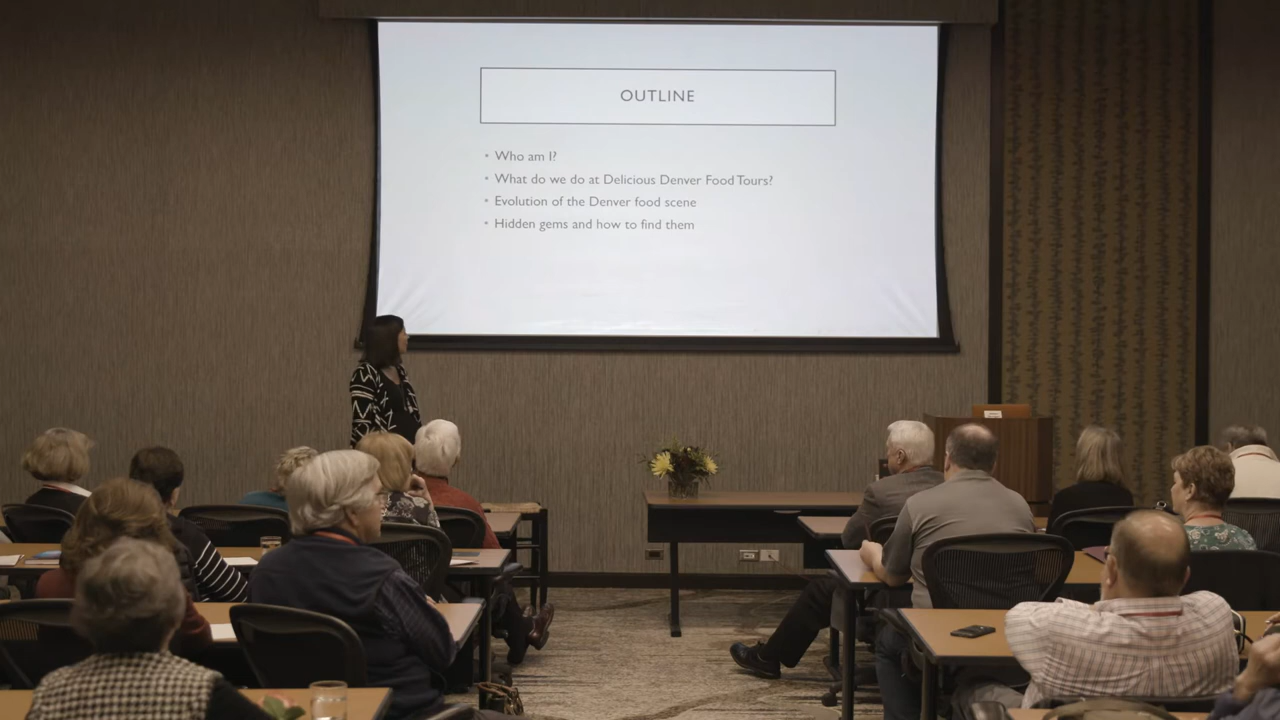 OUTLINE
• Who am I?
• What do we do at Delicious Denver Food Tours?
• Evolution of the Denver food scene
• Hidden gems and how to find them